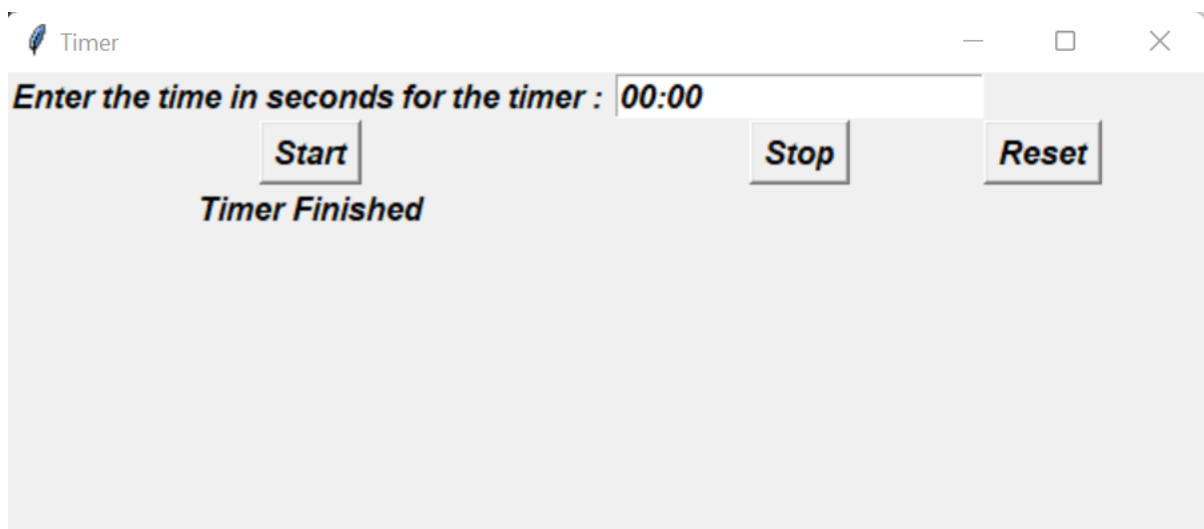 Timer
Enter the time in seconds for the timer : 00:00
Start Stop Reset
Timer Finished